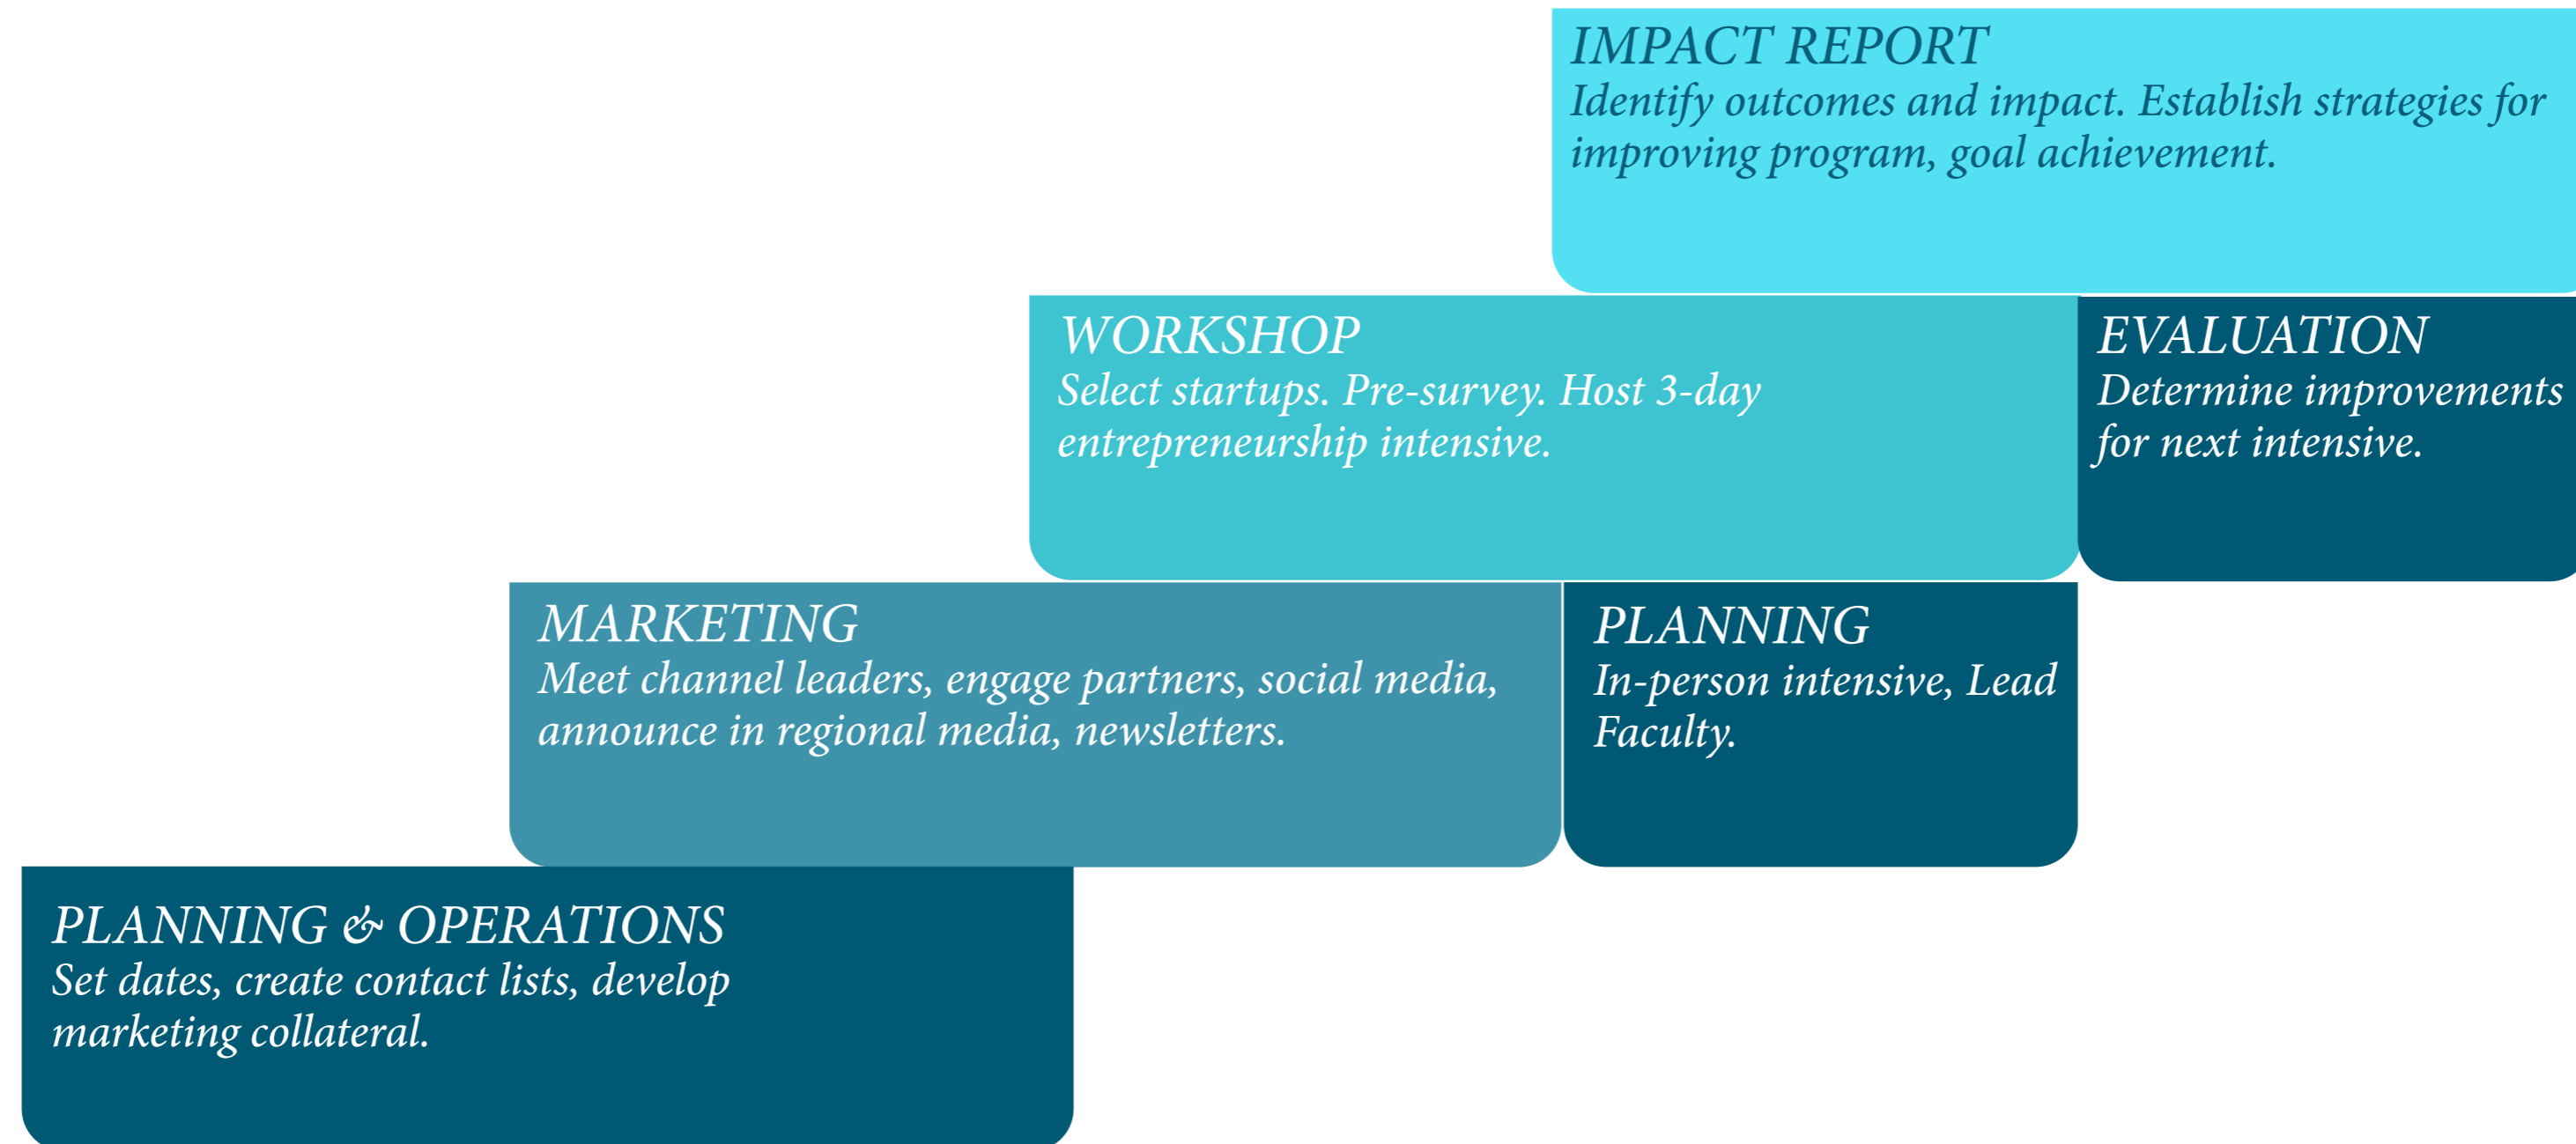 IMPACT REPORT
Identify outcomes and impact. Establish strategies for
improving program, goal achievement.
WORKSHOP
Select startups. Pre-survey. Host 3-day
entrepreneurship intensive.
EVALUATION
Determine improvements
for next intensive.
MARKETING
Meet channel leaders, engage partners, social media,
announce in regional media, newsletters.
PLANNING
In-person intensive, Lead
Faculty.
PLANNING & OPERATIONS
Set dates, create contact lists, develop
marketing collateral.